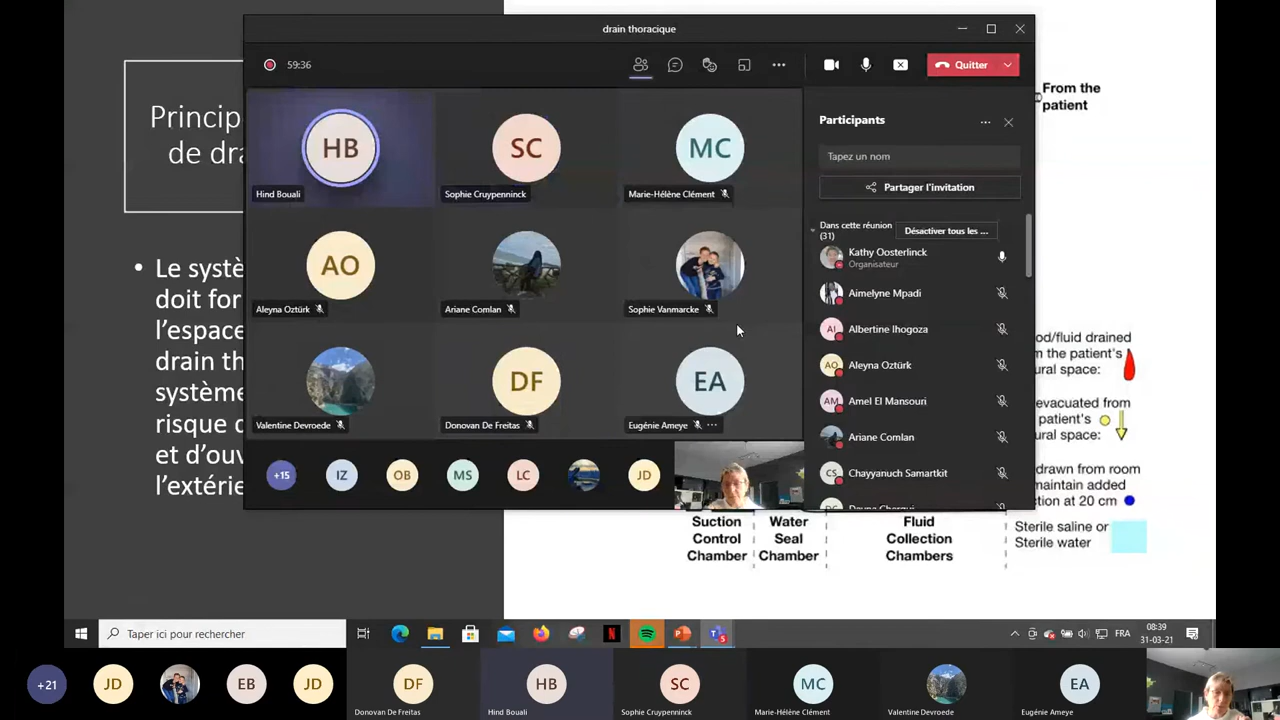 drain thoracique
59:36
Quitter
Princip
de dra
Le systè
doit for
l'espace
drain th
système
risque d
et d'ouv
l'extérie
HB
Hind Bouali
SC
Sophie Cruypenninck
MC
Marie-Hélène Clément
AO
Aleyna Oztürk
Ariane Comlan
Sophie Vanmarcke
Valentine Devroede
DF
Donovan De Freitas
EA
Eugénie Ameye
+15
IZ
OB
MS
LC
JD
Participants
Tapez un nom
Partager l'invitation
Dans cette réunion
(31)
Désactiver tous les ...
Kathy Oosterlinck
Organisateur
Aimelyne Mpadi
AI
Albertine Ihogoza
AO
Aleyna Oztürk
AM
Amel El Mansouri
Ariane Comlan
CS
Chayyanuch Samartkit
From the
patient
od/fluid drained
m the patient's
ural space:
evacuated from
patient's
ural space:
drawn from room
maintain added
ction at 20 cm
Sterile saline or
Sterile water
Suction
Control
Chamber
Water
Seal
Chamber
Fluid
Collection
Chambers
Taper ici pour rechercher
FRA
08:39
31-03-21
+21
JD
EB
JD
DF
Donovan De Freitas
HB
Hind Bouali
SC
Sophie Cruypenninck
MC
Marie-Hélène Clément
Valentine Devroede
EA
Eugénie Ameye